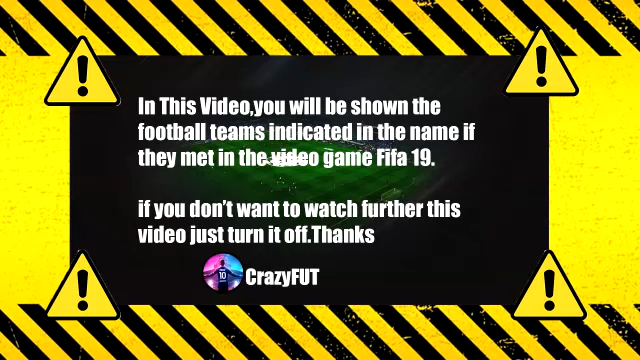 In This Video,you will be shown the
football teams indicated in the name if
they met in the video game Fifa 19.
if you don't want to watch further this
video just turn it off.Thanks
CrazyFUT
10